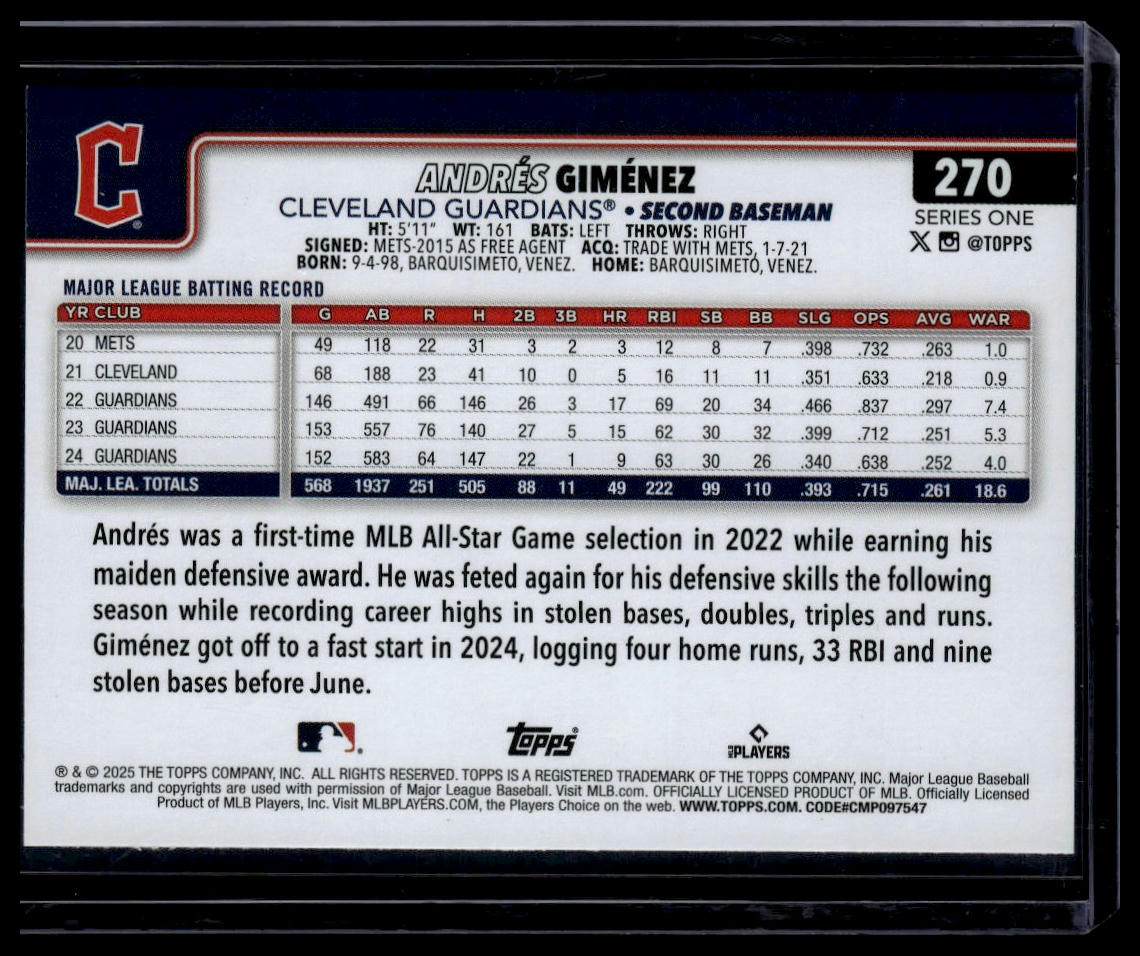 C
ANDRÉS GIMÉNEZ
270
CLEVELAND GUARDIANS® • SECOND BASEMAN
SERIES ONE
HT: 5'11" WT: 161 BATS: LEFT THROWS: RIGHT
@TOPPS
SIGNED: METS-2015 AS FREE AGENT ACQ: TRADE WITH METS, 1-7-21
BORN: 9-4-98, BARQUISIMETO, VENEZ. HOME: BARQUISIMETO, VENEZ.
MAJOR LEAGUE BATTING RECORD
YR CLUB G AB R H 2B 3B HR RBI SB BB SLG OPS AVG WAR
20 METS 49 118 22 31 3 2 3 12 8 7 .398 .732 .263 1.0
21 CLEVELAND 68 188 23 41 10 0 5 16 11 11 .351 .633 .218 0.9
22 GUARDIANS 146 491 66 146 26 3 17 69 20 34 .466 .837 .297 7.4
23 GUARDIANS 153 557 76 140 27 5 15 62 30 32 .399 .712 .251 5.3
24 GUARDIANS 152 583 64 147 22 1 9 63 30 26 .340 .638 .252 4.0
MAJ. LEA. TOTALS 568 1937 251 505 88 11 49 222 99 110 .393 .715 .261 18.6
Andrés was a first-time MLB All-Star Game selection in 2022 while earning his
maiden defensive award. He was feted again for his defensive skills the following
season while recording career highs in stolen bases, doubles, triples and runs.
Giménez got off to a fast start in 2024, logging four home runs, 33 RBI and nine
stolen bases before June.
Topps®
MLB PLAYERS
® & © 2025 THE TOPPS COMPANY, INC. ALL RIGHTS RESERVED. TOPPS IS A REGISTERED TRADEMARK OF THE TOPPS COMPANY, INC. Major League Baseball
trademarks and copyrights are used with permission of Major League Baseball. Visit MLB.com. OFFICIALLY LICENSED PRODUCT OF MLB. Officially Licensed
Product of MLB Players, Inc. Visit MLBPLAYERS.COM, the Players Choice on the web. WWW.TOPPS.COM. CODE#CMP097547